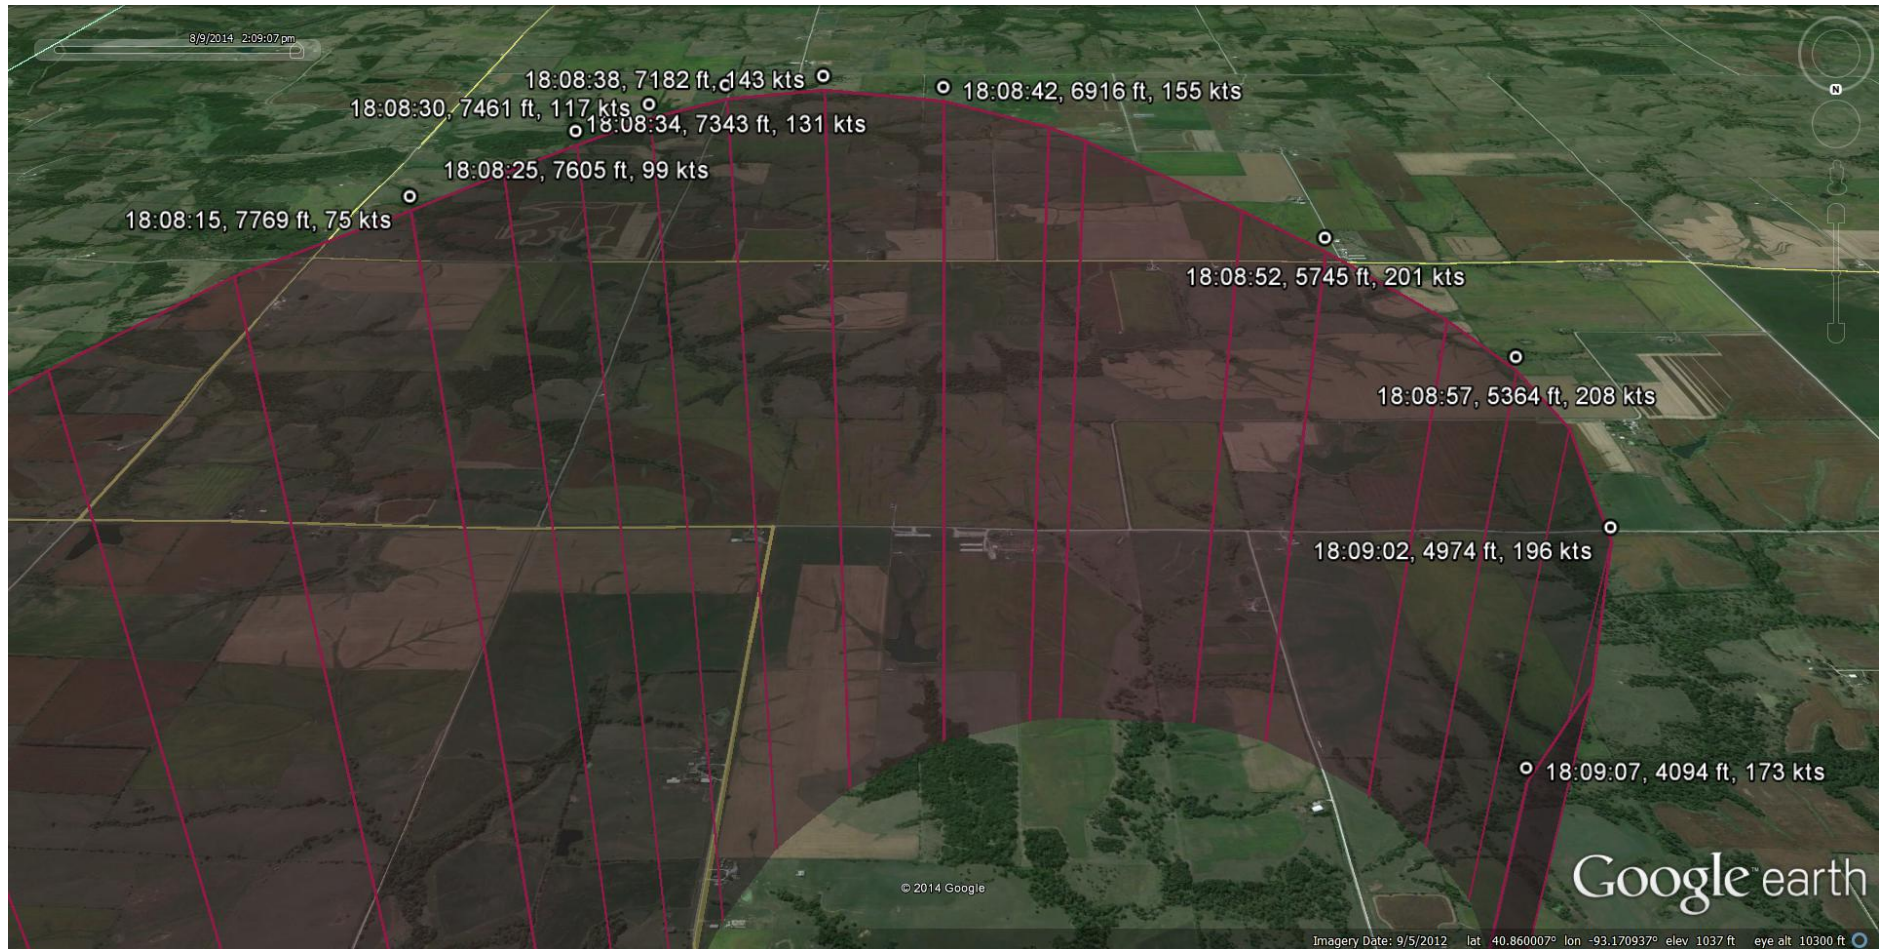 8/9/2014 2:09:07 pm
18:08:38, 7182 ft, 143 kts
18:08:42, 6916 ft, 155 kts
18:08:30, 7461 ft, 117 kts
18:08:34, 7343 ft, 131 kts
18:08:25, 7605 ft, 99 kts
18:08:15, 7769 ft, 75 kts
18:08:52, 5745 ft, 201 kts
18:08:57, 5364 ft, 208 kts
18:09:02, 4974 ft, 196 kts
18:09:07, 4094 ft, 173 kts
N
© 2014 Google
Google earth
Imagery Date: 9/5/2012 lat 40.860007° lon -93.170937° elev 1037 ft eye alt 10300 ft